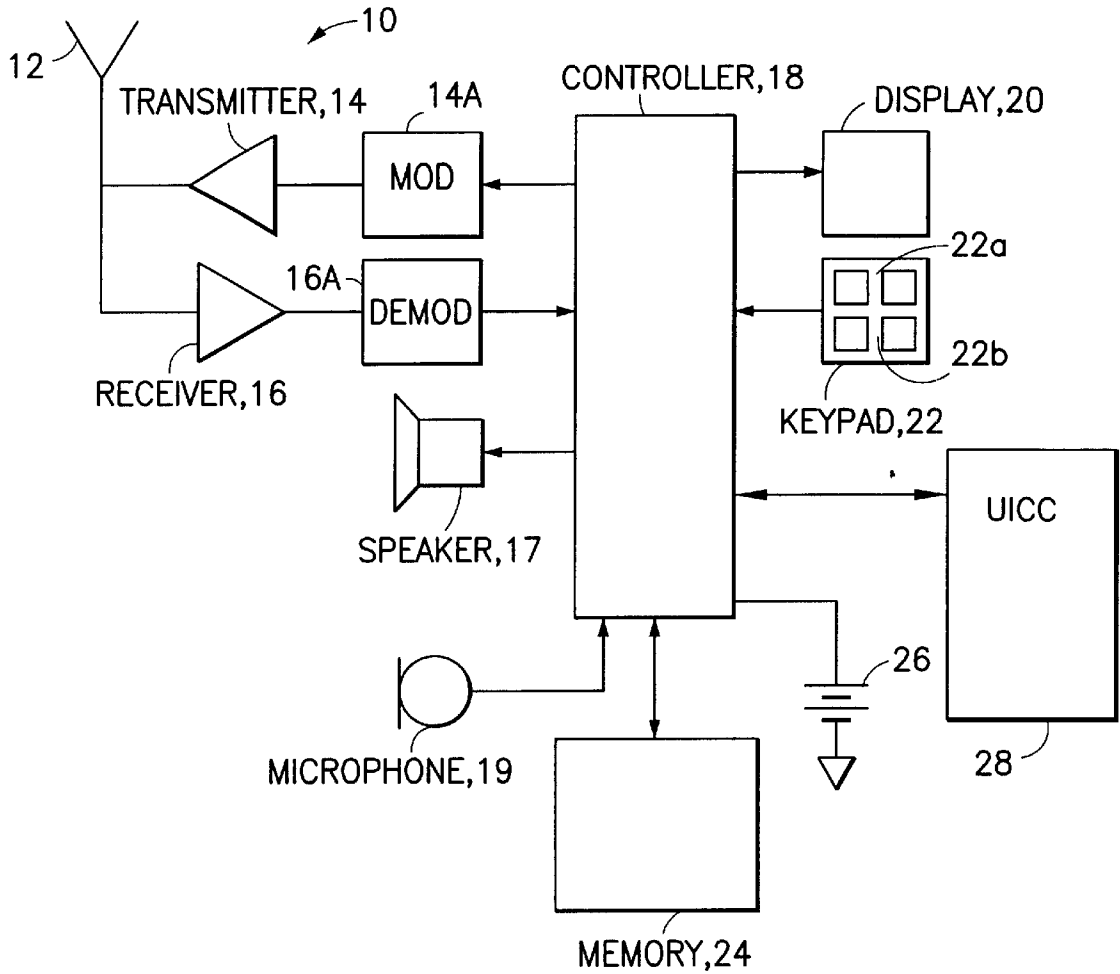 10
12
TRANSMITTER,14
14A
CONTROLLER,18
DISPLAY,20
MOD
16A
DEMOD
22a
22b
RECEIVER,16
KEYPAD,22
SPEAKER,17
UICC
26
MICROPHONE,19
28
MEMORY,24